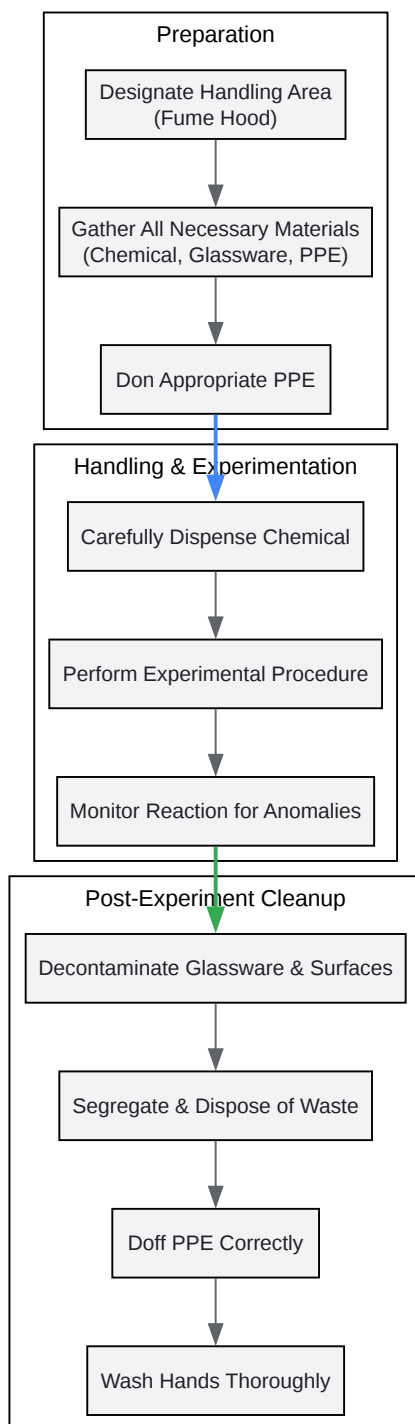 Preparation
Designate Handling Area
(Fume Hood)
Gather All Necessary Materials
(Chemical, Glassware, PPE)
Don Appropriate PPE
Handling & Experimentation
Carefully Dispense Chemical
Perform Experimental Procedure
Monitor Reaction for Anomalies
Post-Experiment Cleanup
Decontaminate Glassware & Surfaces
Segregate & Dispose of Waste
Doff PPE Correctly
Wash Hands Thoroughly